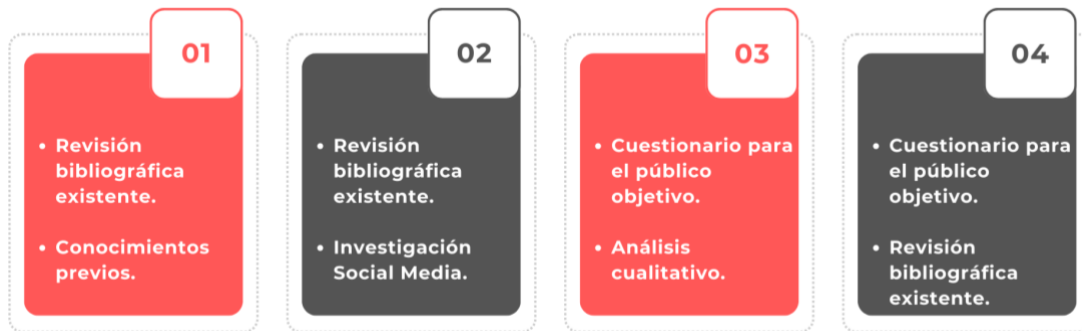 01
Revisión
bibliográfica
existente.
Conocimientos
previos.
02
Revisión
bibliográfica
existente.
Investigación
Social Media.
03
Cuestionario para
el público
objetivo.
Análisis
cualitativo.
04
Cuestionario para
el público
objetivo.
Revisión
bibliográfica
existente.